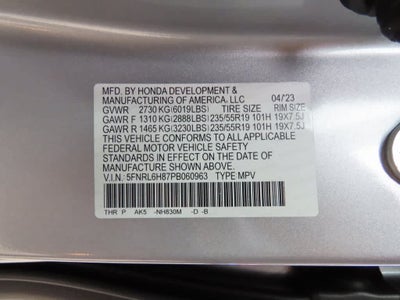 MFD. BY HONDA DEVELOPMENT &
MANUFACTURING OF AMERICA, LLC 04/'23
GVWR 2730 KG(6019LBS) TIRE SIZE RIM SIZE
GAWR F 1310 KG(2888LBS) 235/55R19 101H 19X7.5J
GAWR R 1465 KG(3230LBS) 235/55R19 101H 19X7.5J
THIS VEHICLE CONFORMS TO ALL APPLICABLE
FEDERAL MOTOR VEHICLE SAFETY
STANDARDS IN EFFECT ON THE DATE OF
MANUFACTURE SHOWN ABOVE.
V.I.N. 5FNRL6H87PB060963 TYPE MPV
THR P AK5 -NH830M -D -B